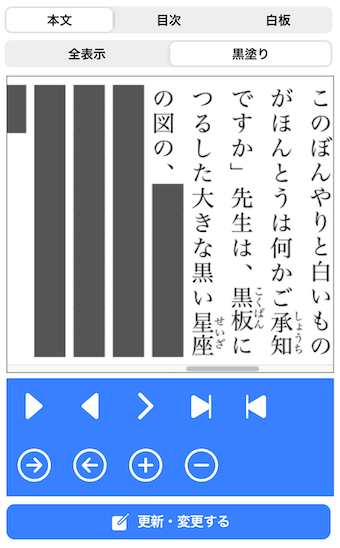 本文
目次
白板
全表示
黒塗り
このぼんやりと白いもの
がほんとうは何かご承知
しょうち
ですか」先生は、黒板に
こくばん
つるした大きな黒い星座
せいざ
の図の、
更新・変更する